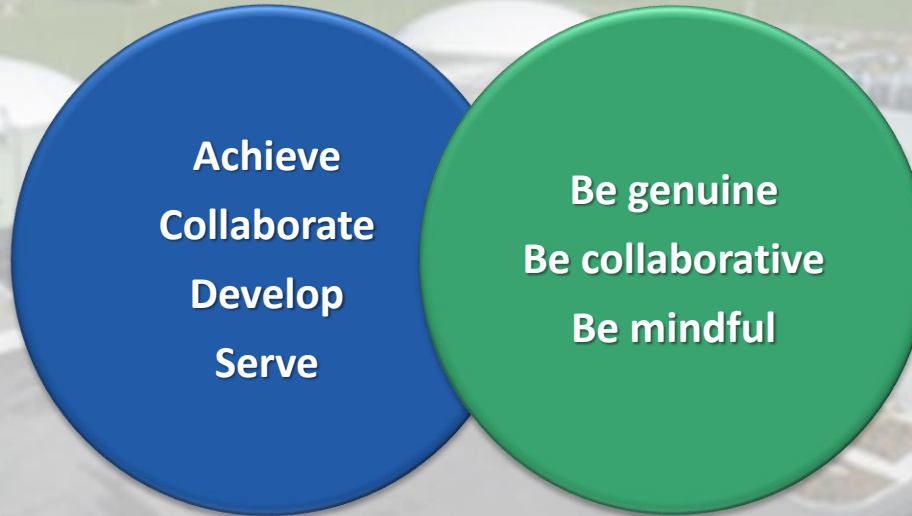 Achieve
Collaborate
Develop
Serve
Be genuine
Be collaborative
Be mindful